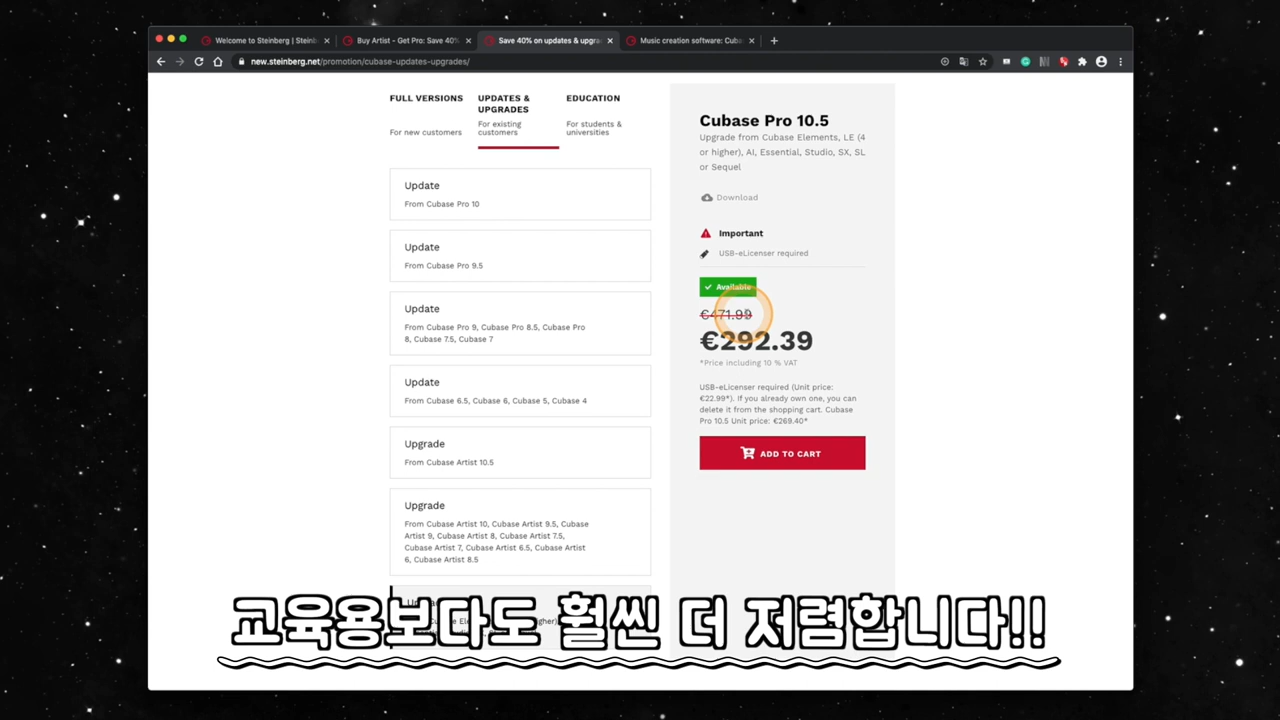 Welcome to Steinberg | Steinb
Buy Artist - Get Pro: Save 40%
Save 40% on updates & upgra
Music creation software: Cuba
new.steinberg.net/promotion/cubase-updates-upgrades/
FULL VERSIONS
For new customers
UPDATES &
UPGRADES
For existing
customers
EDUCATION
For students &
universities
Update
From Cubase Pro 10
Update
From Cubase Pro 9.5
Update
From Cubase Pro 9, Cubase Pro 8.5, Cubase Pro
8, Cubase 7.5, Cubase 7
Update
From Cubase 6.5, Cubase 6, Cubase 5, Cubase 4
Upgrade
From Cubase Artist 10.5
Upgrade
From Cubase Artist 10, Cubase Artist 9.5, Cubase
Artist 9, Cubase Artist 8, Cubase Artist 7.5,
Cubase Artist 7, Cubase Artist 6.5, Cubase Artist
6, Cubase Artist 8.5
Cubase Pro 10.5
Upgrade from Cubase Elements, LE (4
or higher), AI, Essential, Studio, SX, SL
or Sequel
Download
Important
USB-eLicenser required
Available
€471.99
€292.39
*Price including 10 % VAT
USB-eLicenser required (Unit price:
€22.99*). If you already own one, you can
delete it from the shopping cart. Cubase
Pro 10.5 Unit price: €269.40*
ADD TO CART
교육용보다도 훨씬 더 저렴합니다!!